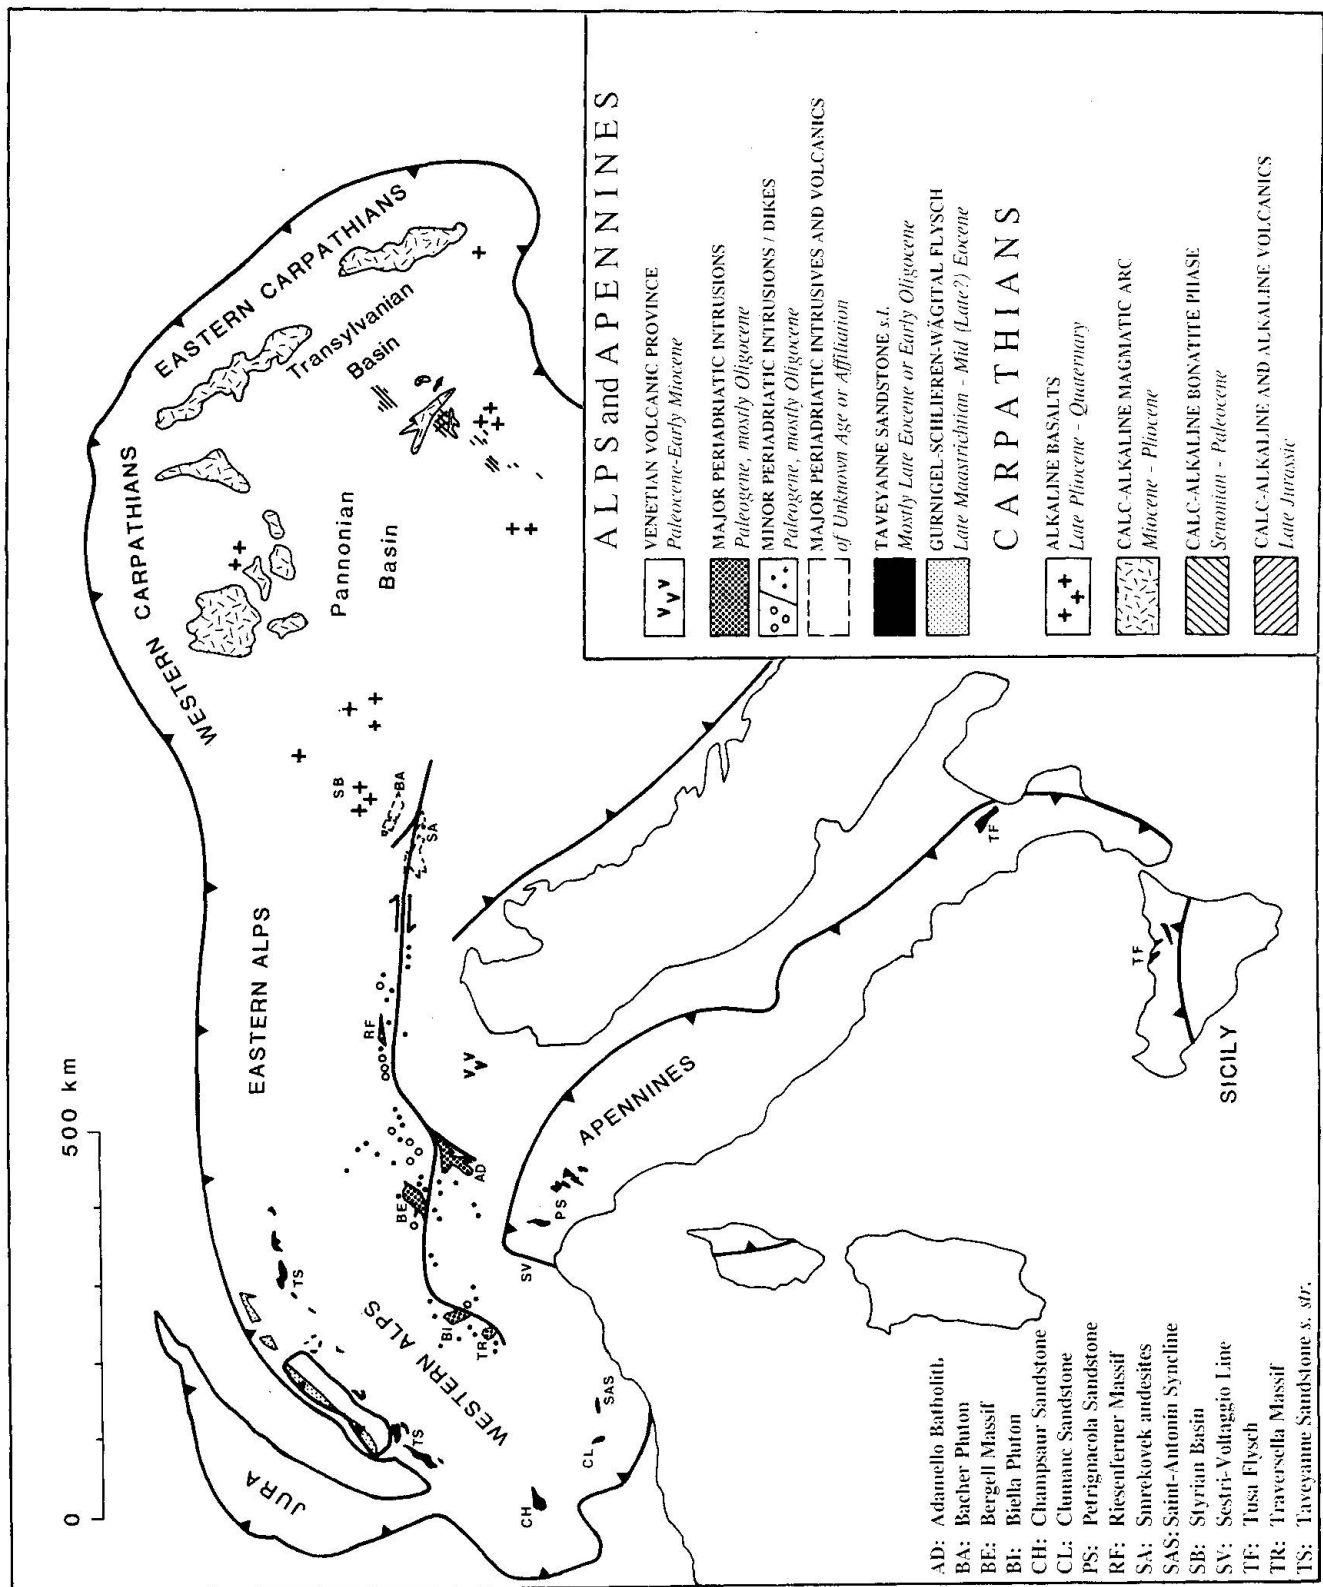 0
500 km
JURA
WESTERN ALPS
EASTERN ALPS
WESTERN CARPATHIANS
EASTERN CARPATHIANS
Transylvanian
Basin
Pannonian
Basin
APENNINES
SICILY
TS
TS
CH
CL
SAS
TR
BI
BE
AD
RF
SV
PS
SB
BA
SA
TF
TF
V V V
ALPS and APENNINES
VENETIAN VOLCANIC PROVINCE
Paleocene-Early Miocene
MAJOR PERIADRIATIC INTRUSIONS
Paleogene, mostly Oligocene
MINOR PERIADRIATIC INTRUSIONS / DIKES
Paleogene, mostly Oligocene
MAJOR PERIADRIATIC INTRUSIVES AND VOLCANICS
of Unknown Age or Affiliation
TAVEYANNE SANDSTONE s.l.
Mostly Late Eocene or Early Oligocene
GURNIGEL-SCHLIEREN-WÄGITAL FLYSCH
Late Maastrichtian - Mid (Late?) Eocene
CARPATHIANS
ALKALINE BASALTS
Late Pliocene - Quaternary
CALC-ALKALINE MAGMATIC ARC
Miocene - Pliocene
CALC-ALKALINE BONATITE PHASE
Senonian - Paleocene
CALC-ALKALINE AND ALKALINE VOLCANICS
Late Jurassic
AD: Adamello Batholith
BA: Bacher Pluton
BE: Bergell Massif
BI: Biella Pluton
CH: Champsaur Sandstone
CL: Clumanc Sandstone
PS: Petrignacola Sandstone
RF: Riesenferner Massif
SA: Smrekovek andesites
SAS: Saint-Antonin Syncline
SB: Styrian Basin
SV: Sestri-Voltaggio Line
TF: Tusa Flysch
TR: Traversella Massif
TS: Taveyanne Sandstone s. str.